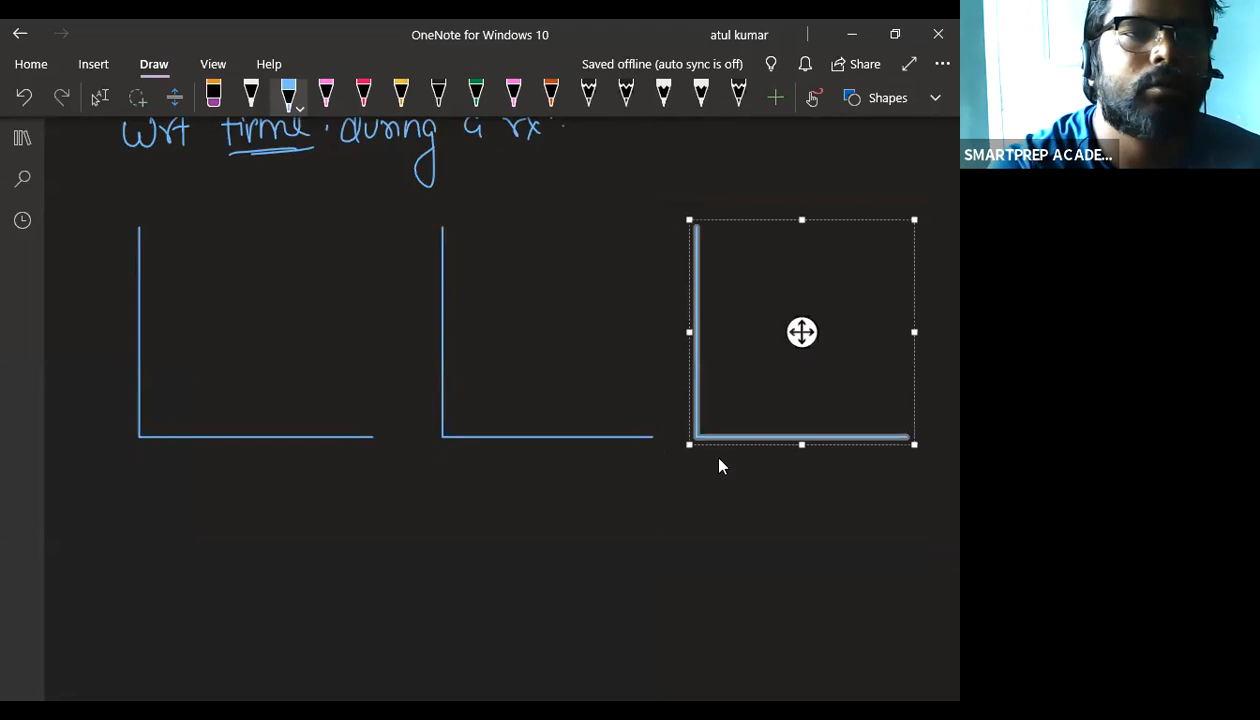 OneNote for Windows 10
atul kumar
Home Insert Draw View Help
Saved offline (auto sync is off)
Share
Shapes
SMARTPREP ACADE...
wrt time. during a rxn